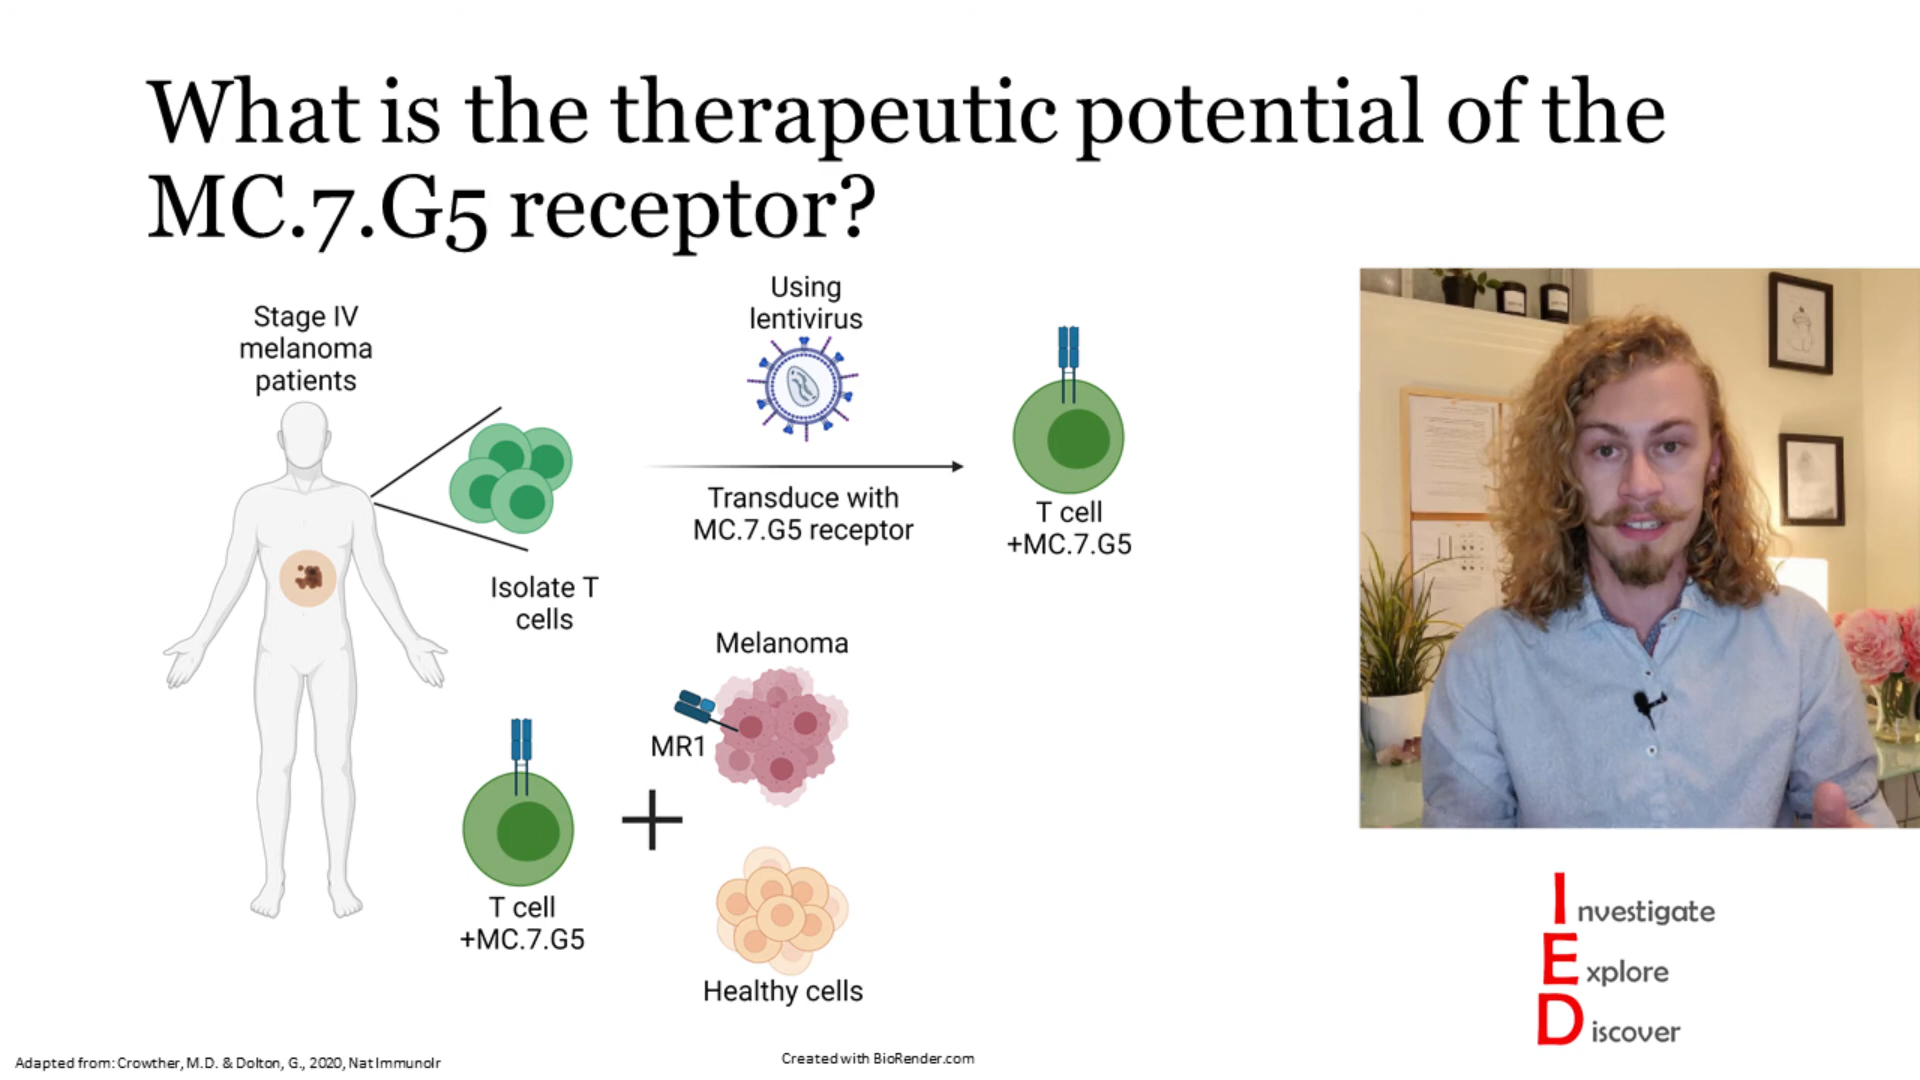 What is the therapeutic potential of the
MC.7.G5 receptor?
Stage IV
melanoma
patients
Isolate T
cells
Using
lentivirus
Transduce with
MC.7.G5 receptor
T cell
+MC.7.G5
T cell
+MC.7.G5
Melanoma
MR1
Healthy cells
Investigate
Explore
Discover
Adapted from: Crowther, M.D. & Dolton, G., 2020, Nat Immunolr
Created with BioRender.com